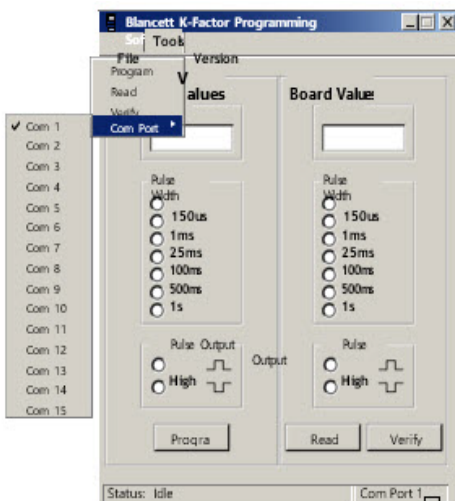 Blancett K-Factor Programming
Tools
File Version
Program
Read
Verify
Com Port
alues
Board Value
Com 1
Com 2
Com 3
Com 4
Com 5
Com 6
Com 7
Com 8
Com 9
Com 10
Com 11
Com 12
Com 13
Com 14
Com 15
Pulse
Width
150us
1ms
25ms
100ms
500ms
1s
Pulse Output
High
Output
Progra
Pulse
Width
150us
1ms
25ms
100ms
500ms
1s
Pulse
High
Read Verify
Status: Idle Com Port 1